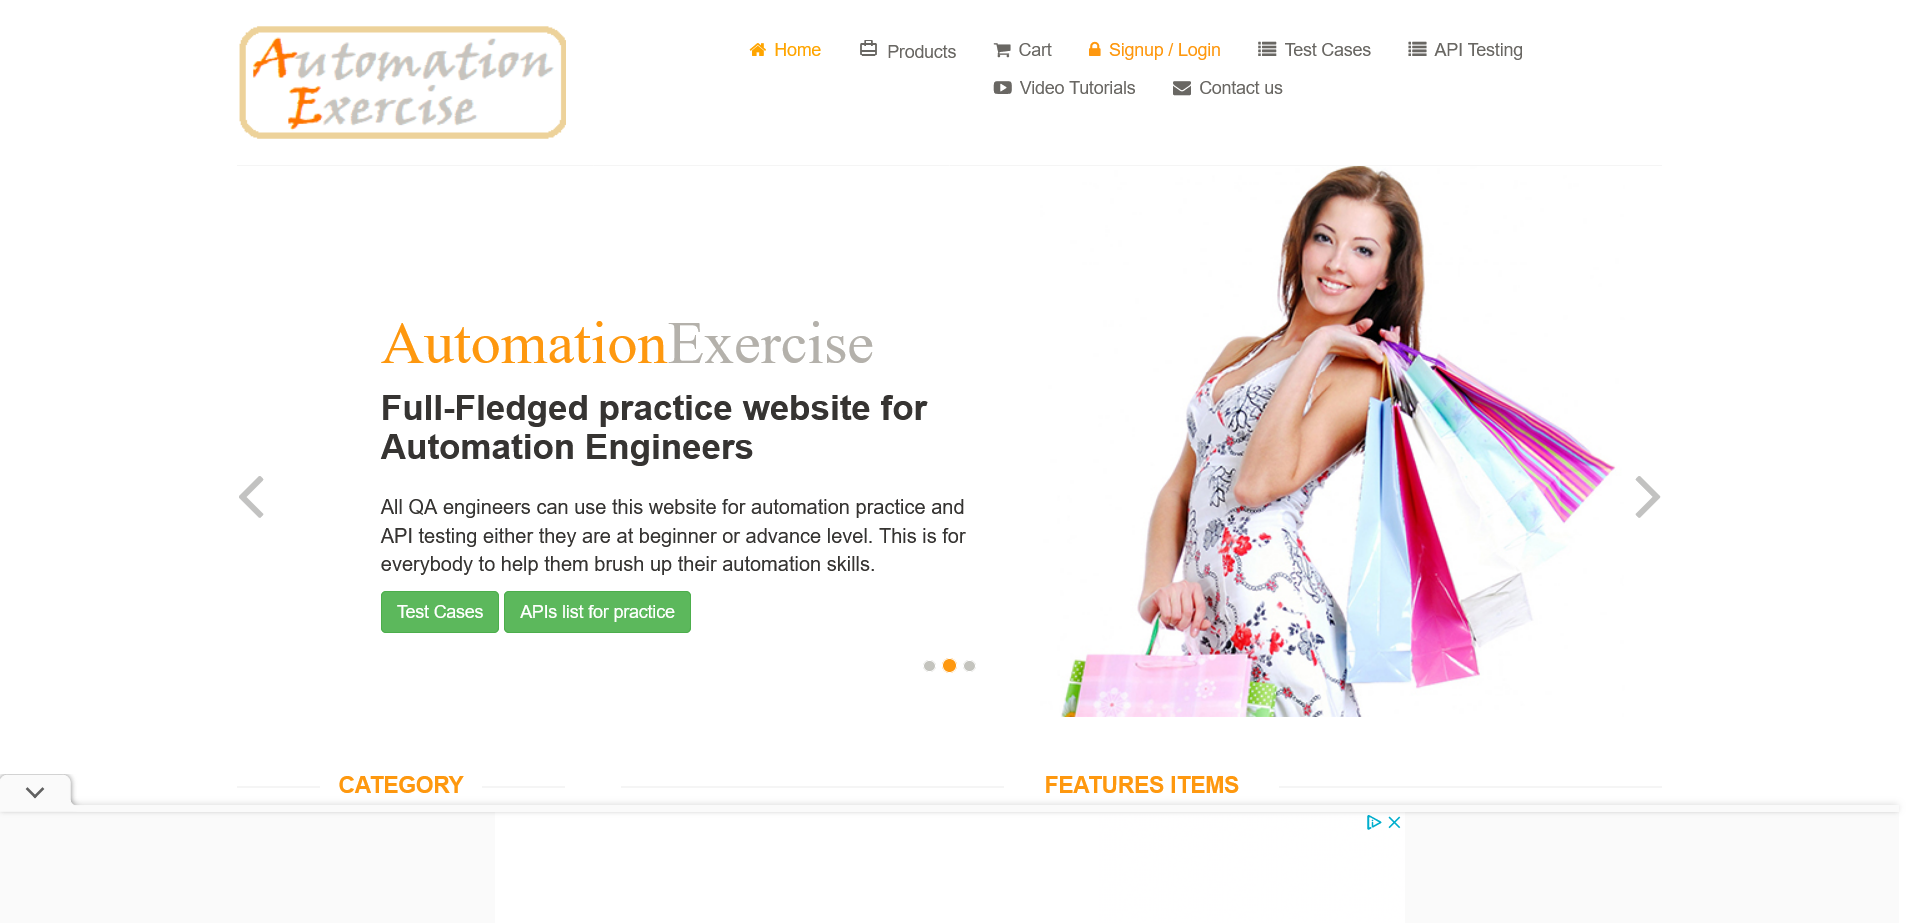 Automation
Exercise
Home
Products
Cart
Signup / Login
Test Cases
API Testing
Video Tutorials
Contact us
AutomationExercise
Full-Fledged practice website for
Automation Engineers
All QA engineers can use this website for automation practice and
API testing either they are at beginner or advance level. This is for
everybody to help them brush up their automation skills.
Test Cases
APIs list for practice
CATEGORY
FEATURES ITEMS